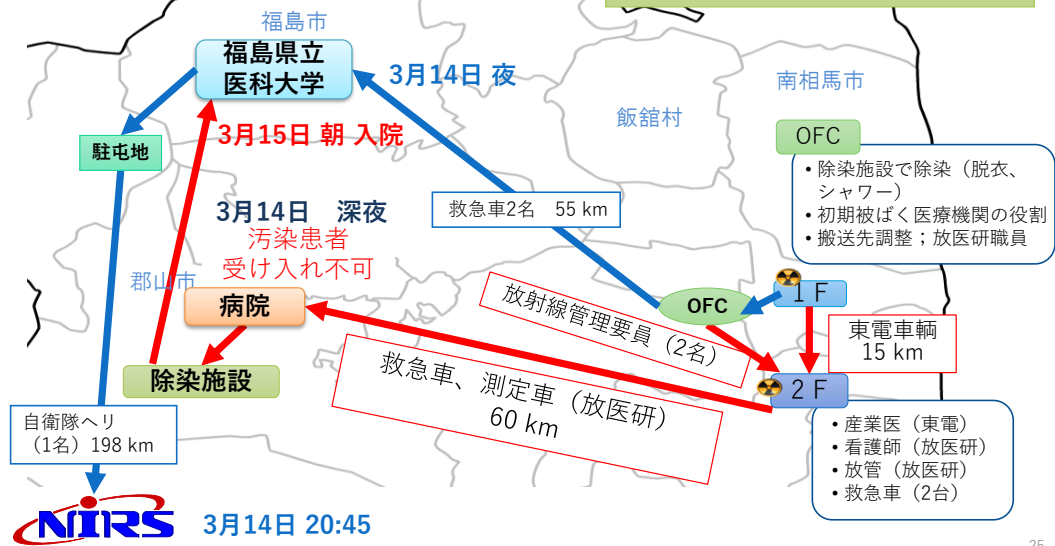 福島市
福島県立
医科大学
3月14日 夜
南相馬市
飯舘村
OFC
• 除染施設で除染（脱衣、
シャワー）
• 初期被ばく医療機関の役割
• 搬送先調整；放医研職員
3月15日 朝 入院
駐屯地
救急車2名　55 km
3月14日　深夜
汚染患者
受け入れ不可
郡山市
病院
除染施設
放射線管理要員（2名）
OFC
1 F
東電車輌
15 km
救急車、測定車（放医研）
60 km
2 F
• 産業医（東電）
• 看護師（放医研）
• 放管（放医研）
• 救急車（2台）
自衛隊ヘリ
（1名）198 km
NIRS
3月14日 20:45
25